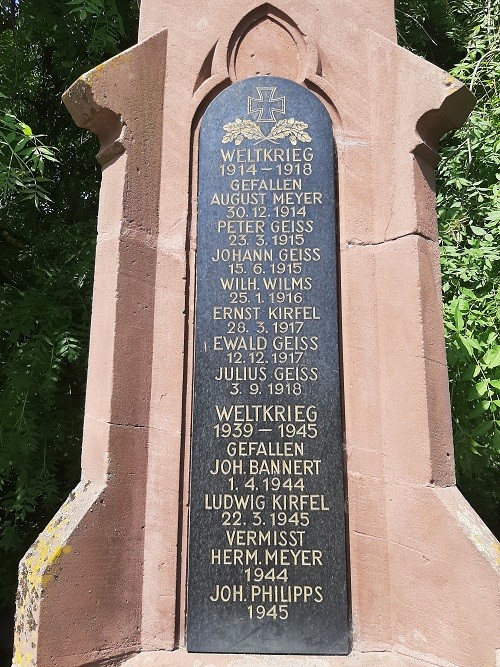 WELTKRIEG
1914 – 1918
GEFALLEN
AUGUST MEYER
30.12.1914
PETER GEISS
23.3.1915
JOHANN GEISS
15.6.1915
WILH. WILMS
25.1.1916
ERNST KIRFEL
28.3.1917
EWALD GEISS
12.12.1917
JULIUS GEISS
3.9.1918
WELTKRIEG
1939 – 1945
GEFALLEN
JOH. BANNERT
1.4.1944
LUDWIG KIRFEL
22.3.1945
VERMISST
HERM. MEYER
1944
JOH. PHILIPPS
1945